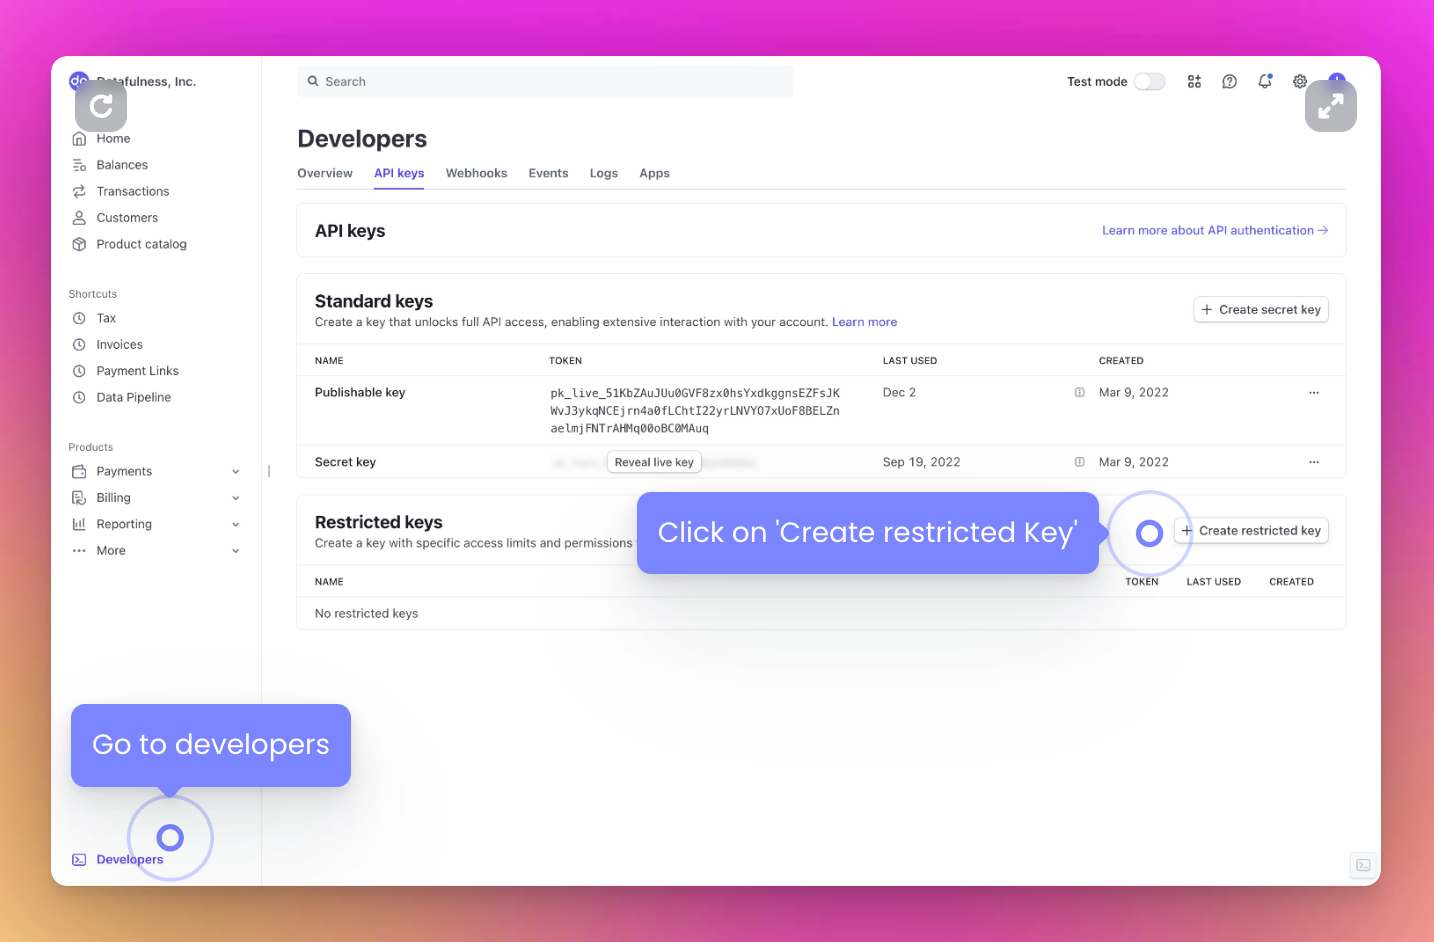 Datafulness, Inc.
Search
Test mode
Home
Balances
Transactions
Customers
Product catalog
Shortcuts
Tax
Invoices
Payment Links
Data Pipeline
Products
Payments
Billing
Reporting
More
Developers
Developers
Overview API keys Webhooks Events Logs Apps
API keys
Learn more about API authentication →
Standard keys
Create a key that unlocks full API access, enabling extensive interaction with your account. Learn more
+ Create secret key
NAME TOKEN LAST USED CREATED
Publishable key pk_live_51KbZAuJUu0GVF8zx0hsYxdkggnsEZFsJK Dec 2 Mar 9, 2022 ...
WvJ3ykqNCEjrn4a0fLChtI22yrLNVYO7xUoF8BELZn
aelmjFNTrAHMq00oBC0MAuq
Secret key Reveal live key Sep 19, 2022 Mar 9, 2022 ...
Restricted keys
Create a key with specific access limits and permissions
Click on 'Create restricted Key'
+ Create restricted key
NAME TOKEN LAST USED CREATED
No restricted keys
Go to developers